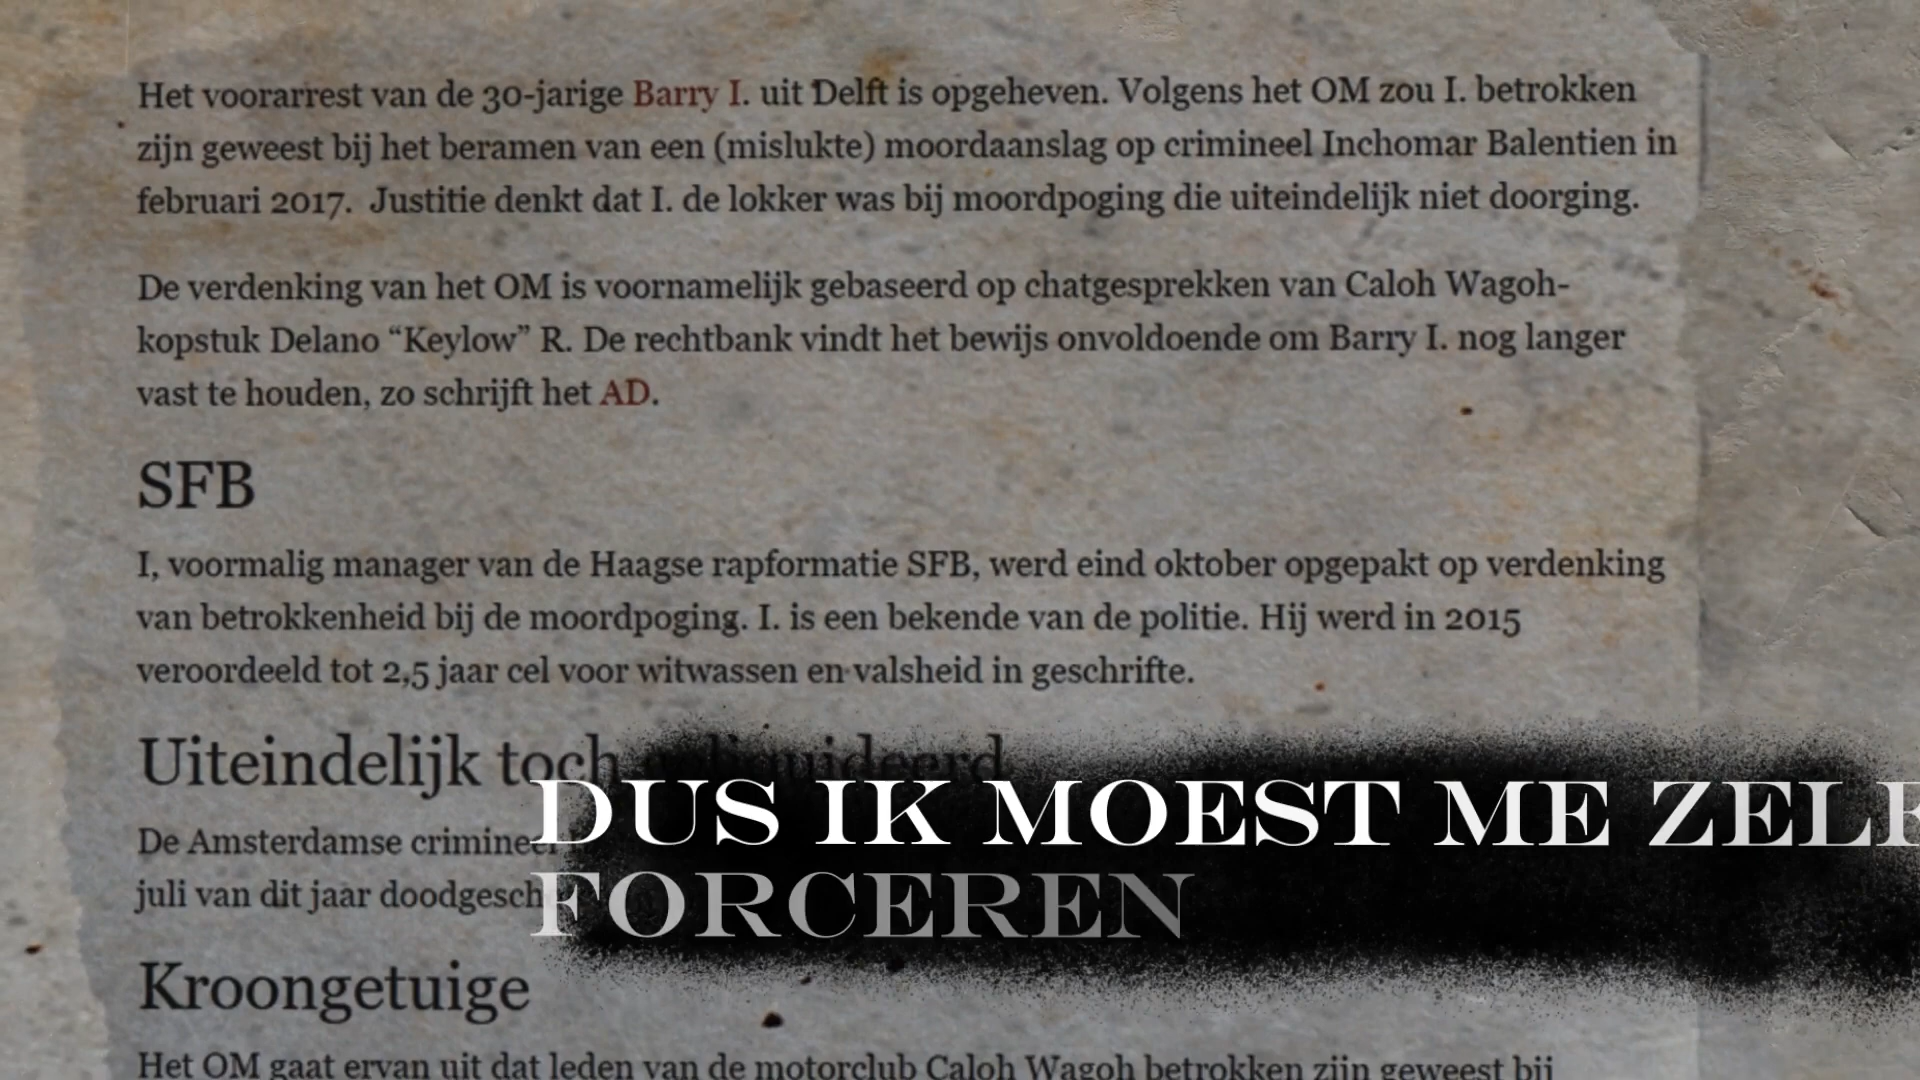 Het voorarrest van de 30-jarige Barry I. uit Delft is opgeheven. Volgens het OM zou I. betrokken
zijn geweest bij het beramen van een (mislukte) moordaanslag op crimineel Inchomar Balentien in
februari 2017. Justitie denkt dat I. de lokker was bij moordpoging die uiteindelijk niet doorging.
De verdenking van het OM is voornamelijk gebaseerd op chatgesprekken van Caloh Wagoh-
kopstuk Delano “Keylow” R. De rechtbank vindt het bewijs onvoldoende om Barry I. nog langer
vast te houden, zo schrijft het AD.
SFB
I, voormalig manager van de Haagse rapformatie SFB, werd eind oktober opgepakt op verdenking
van betrokkenheid bij de moordpoging. I. is een bekende van de politie. Hij werd in 2015
veroordeeld tot 2,5 jaar cel voor witwassen en valsheid in geschrifte.
Uiteindelijk toch geliquideerd
De Amsterdamse
juli van dit jaar
DUS IK MOEST ME ZELF
FORCEREN
Kroongetuige
Het OM gaat ervan uit dat leden van de motorclub Caloh Wagoh betrokken zijn geweest bij